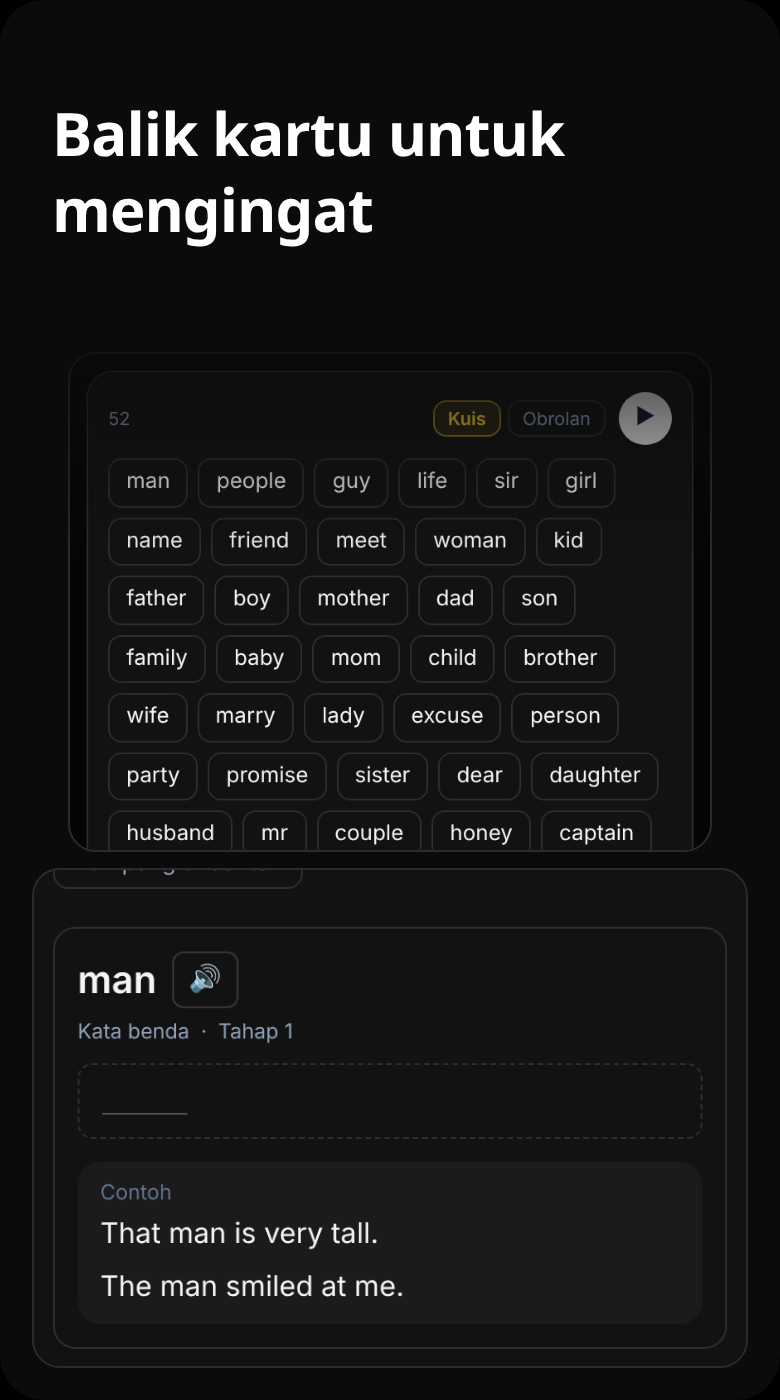 Balik kartu untuk
mengingat
52
Kuis
Obrolan
man people guy life sir girl
name friend meet woman kid
father boy mother dad son
family baby mom child brother
wife marry lady excuse person
party promise sister dear daughter
husband mr couple honey captain
man
Kata benda · Tahap 1
Contoh
That man is very tall.
The man smiled at me.